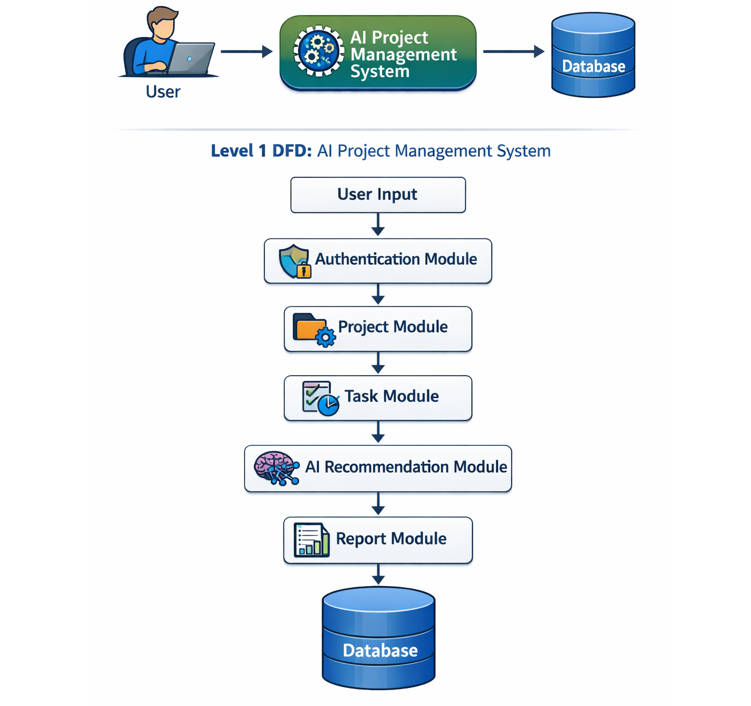 AI Project
Management
System
Database
User
Level 1 DFD: AI Project Management System
User Input
Authentication Module
Project Module
Task Module
AI Recommendation Module
Report Module
Database